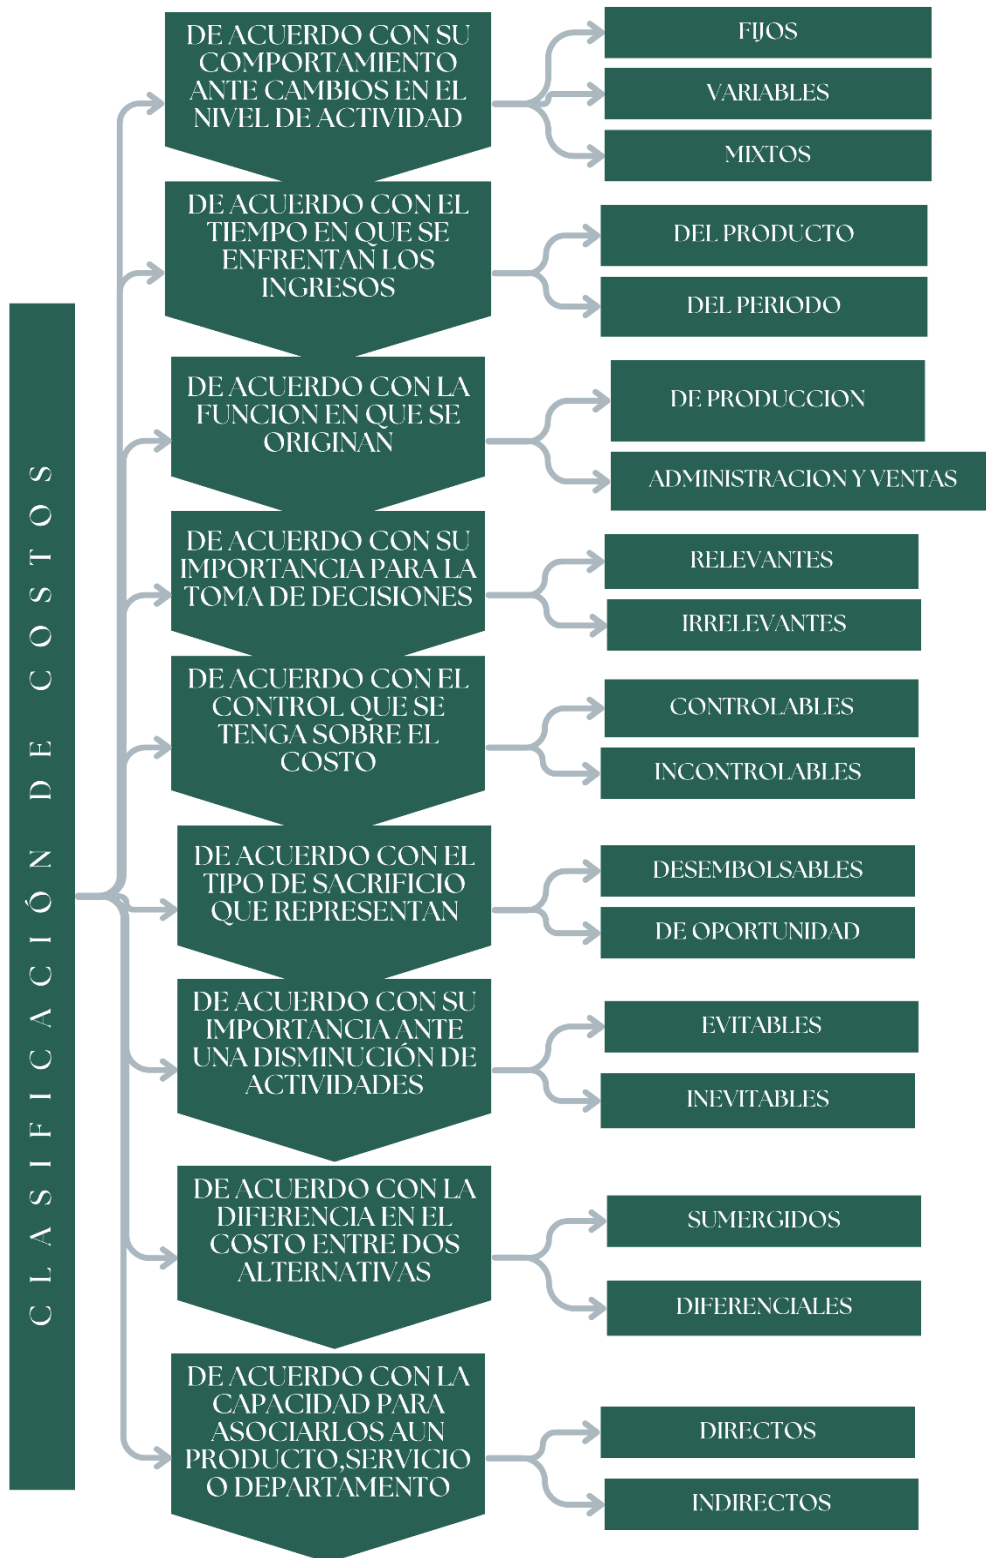 CLASIFICACIÓN DE COSTOS
DE ACUERDO CON SU
COMPORTAMIENTO
ANTE CAMBIOS EN EL
NIVEL DE ACTIVIDAD
FIJOS
VARIABLES
MIXTOS
DE ACUERDO CON EL
TIEMPO EN QUE SE
ENFRENTAN LOS
INGRESOS
DEL PRODUCTO
DEL PERIODO
DE ACUERDO CON LA
FUNCION EN QUE SE
ORIGINAN
DE PRODUCCION
ADMINISTRACION Y VENTAS
DE ACUERDO CON SU
IMPORTANCIA PARA LA
TOMA DE DECISIONES
RELEVANTES
IRRELEVANTES
DE ACUERDO CON EL
CONTROL QUE SE
TENGA SOBRE EL
COSTO
CONTROLABLES
INCONTROLABLES
DE ACUERDO CON EL
TIPO DE SACRIFICIO
QUE REPRESENTAN
DESEMBOLSABLES
DE OPORTUNIDAD
DE ACUERDO CON SU
IMPORTANCIA ANTE
UNA DISMINUCIÓN DE
ACTIVIDADES
EVITABLES
INEVITABLES
DE ACUERDO CON LA
DIFERENCIA EN EL
COSTO ENTRE DOS
ALTERNATIVAS
SUMERGIDOS
DIFERENCIALES
DE ACUERDO CON LA
CAPACIDAD PARA
ASOCIARLOS AUN
PRODUCTO,SERVICIO
O DEPARTAMENTO
DIRECTOS
INDIRECTOS